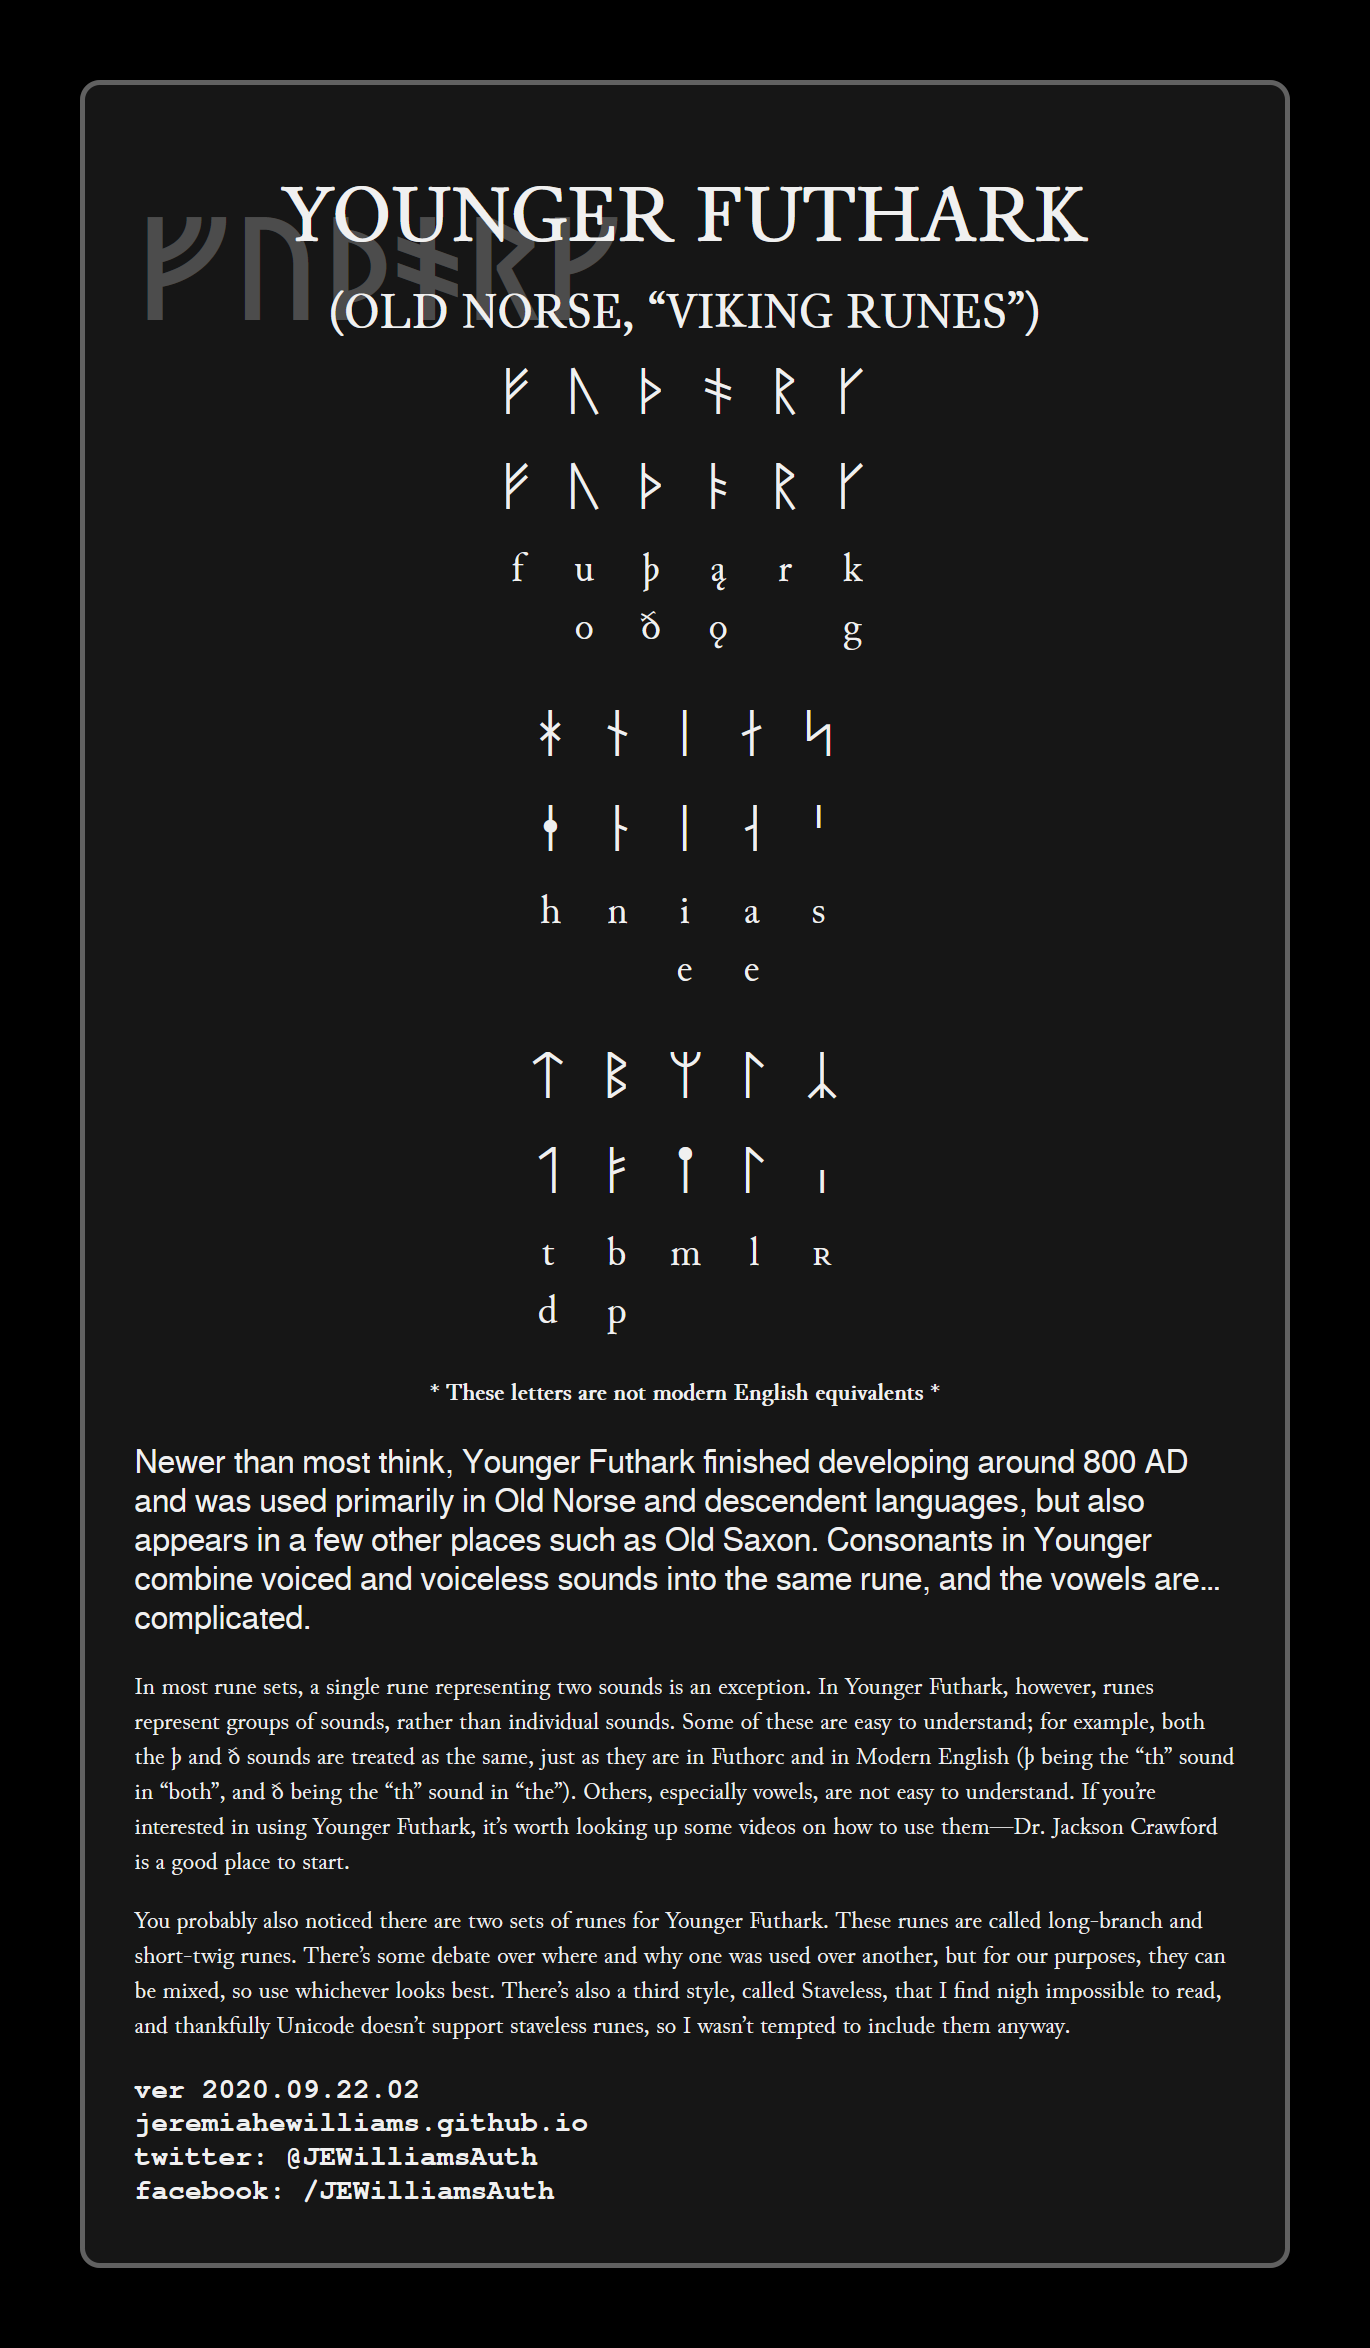 ᚠᚢᚦᚬᚱᚴ
YOUNGER FUTHARK
(OLD NORSE, “VIKING RUNES”)
ᚠ ᚢ ᚦ ᚬ ᚱ ᚴ
ᚠ ᚢ ᚦ ᚭ ᚱ ᚴ
f u þ ą r k
o ð ǫ g
ᚼ ᚾ ᛁ ᛅ ᛋ
ᚽ ᚿ ᛁ ᛆ ᛌ
h n i a s
e e
ᛏ ᛒ ᛘ ᛚ ᛦ
ᛐ ᛓ ᛙ ᛚ ᛧ
t b m l ʀ
d p
* These letters are not modern English equivalents *
Newer than most think, Younger Futhark finished developing around 800 AD
and was used primarily in Old Norse and descendent languages, but also
appears in a few other places such as Old Saxon. Consonants in Younger
combine voiced and voiceless sounds into the same rune, and the vowels are...
complicated.
In most rune sets, a single rune representing two sounds is an exception. In Younger Futhark, however, runes
represent groups of sounds, rather than individual sounds. Some of these are easy to understand; for example, both
the þ and ð sounds are treated as the same, just as they are in Futhorc and in Modern English (þ being the “th” sound
in “both”, and ð being the “th” sound in “the”). Others, especially vowels, are not easy to understand. If you’re
interested in using Younger Futhark, it’s worth looking up some videos on how to use them—Dr. Jackson Crawford
is a good place to start.
You probably also noticed there are two sets of runes for Younger Futhark. These runes are called long-branch and
short-twig runes. There’s some debate over where and why one was used over another, but for our purposes, they can
be mixed, so use whichever looks best. There’s also a third style, called Staveless, that I find nigh impossible to read,
and thankfully Unicode doesn’t support staveless runes, so I wasn’t tempted to include them anyway.
ver 2020.09.22.02
jeremiahewilliams.github.io
twitter: @JEWilliamsAuth
facebook: /JEWilliamsAuth